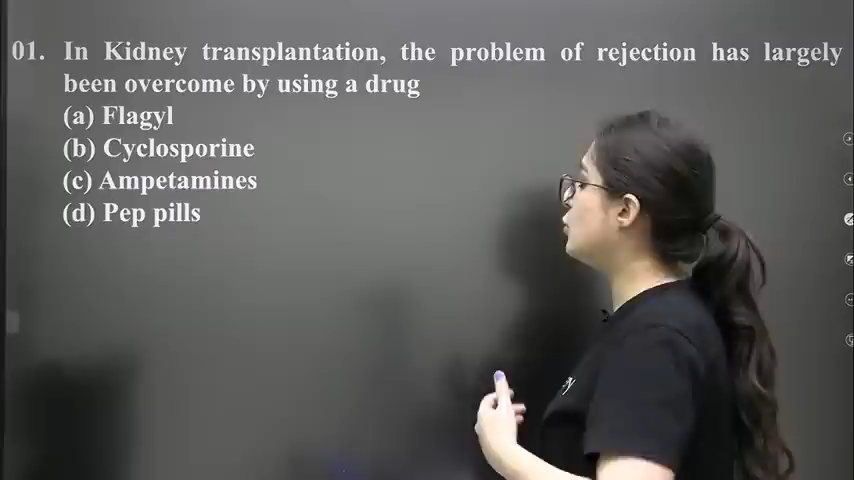 01. In Kidney transplantation, the problem of rejection has largely
been overcome by using a drug
(a) Flagyl
(b) Cyclosporine
(c) Ampetamines
(d) Pep pills